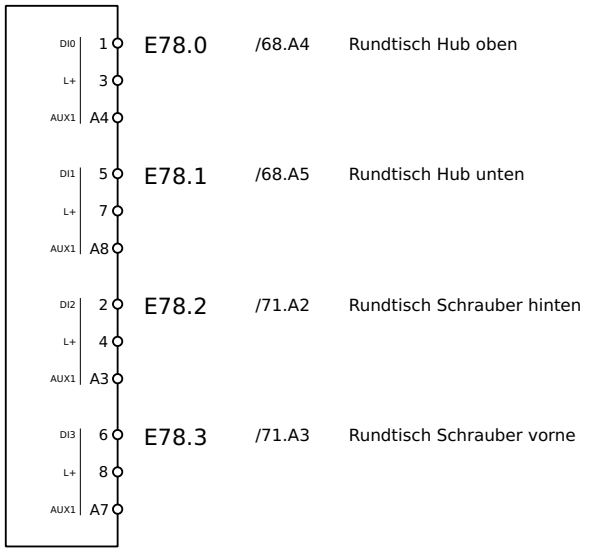 DI0 1 E78.0 /68.A4 Rundtisch Hub oben
L+ 3
AUX1 A4
DI1 5 E78.1 /68.A5 Rundtisch Hub unten
L+ 7
AUX1 A8
DI2 2 E78.2 /71.A2 Rundtisch Schrauber hinten
L+ 4
AUX1 A3
DI3 6 E78.3 /71.A3 Rundtisch Schrauber vorne
L+ 8
AUX1 A7